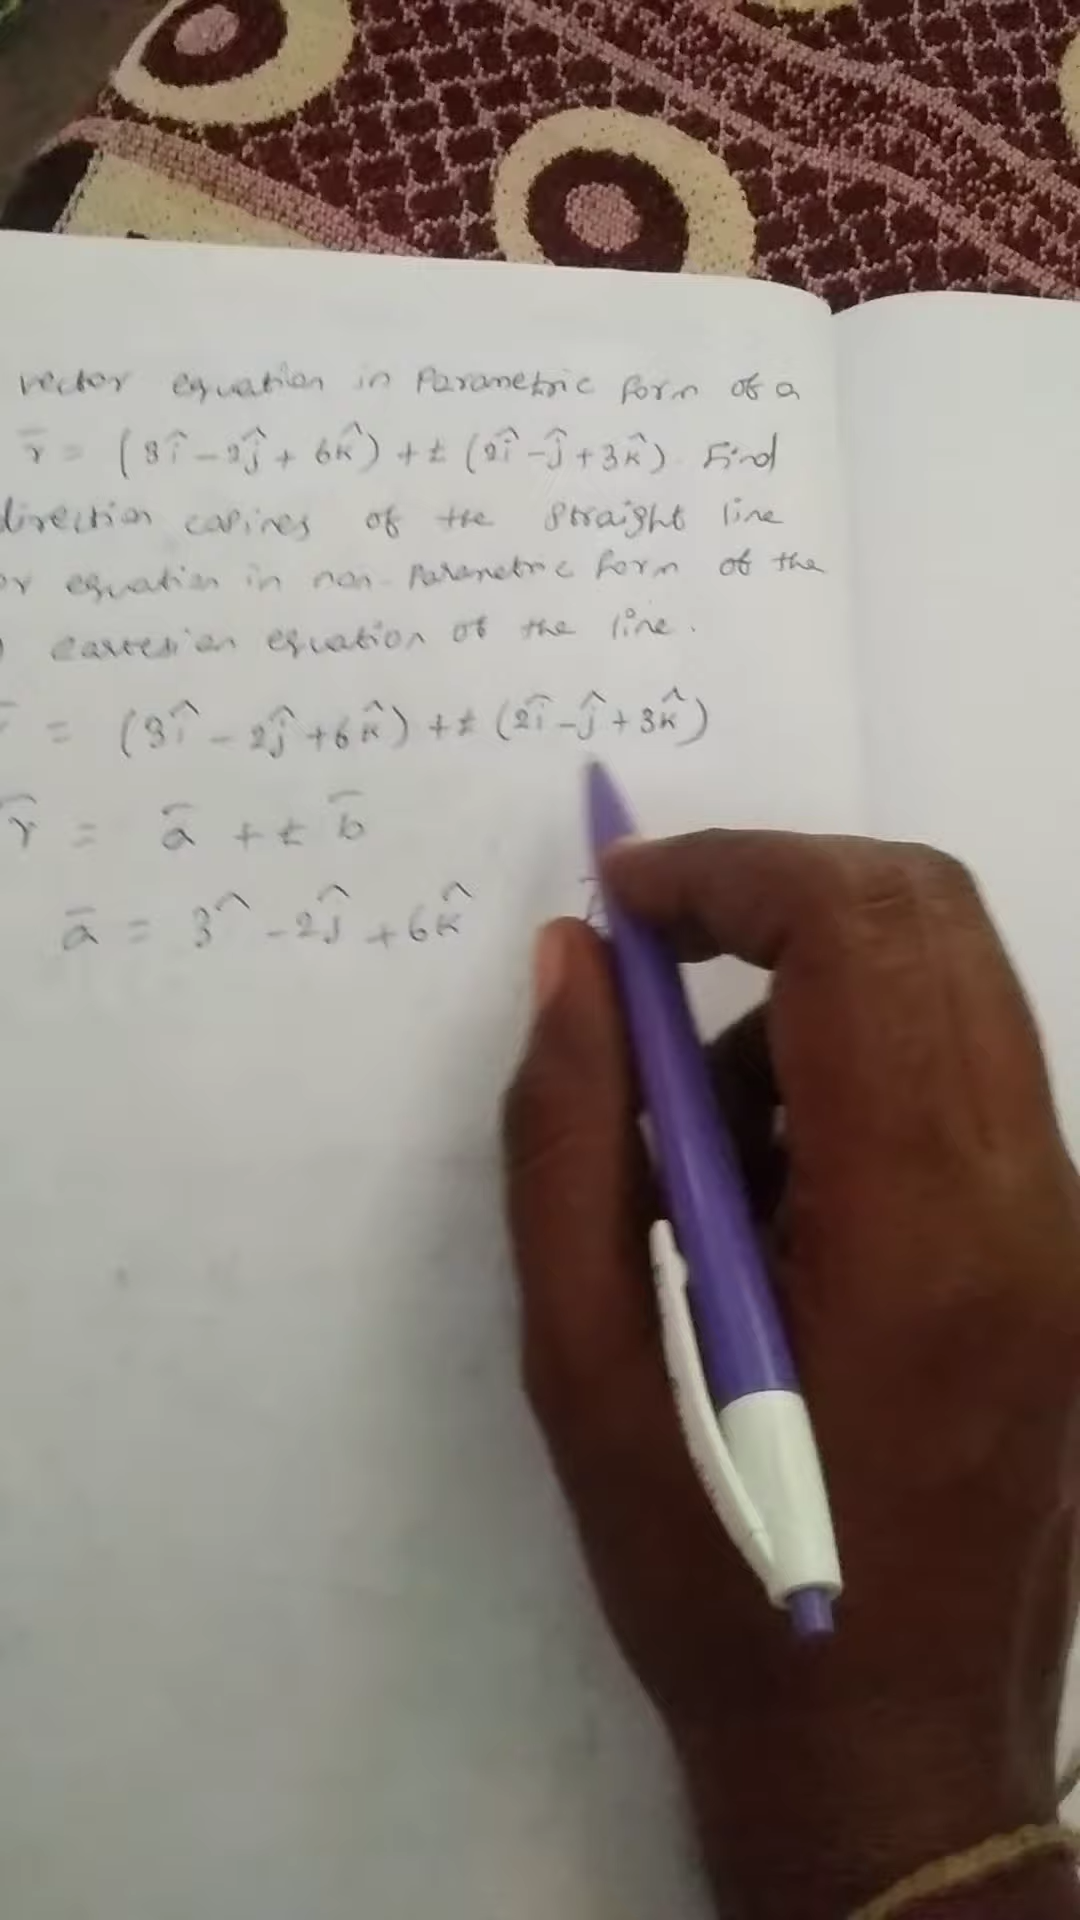 vector equation in Parametric form of a
r̄ = (3î - 2ĵ + 6k̂) + t (2î - ĵ + 3k̂) Find
direction cosines of the straight line
or equation in non-Parametric form of the
) cartesian equation of the line.
= (3î - 2ĵ + 6k̂) + t (2î - ĵ + 3k̂)
r̄ = ā + t b̄
ā = 3^ - 2ĵ + 6k̂